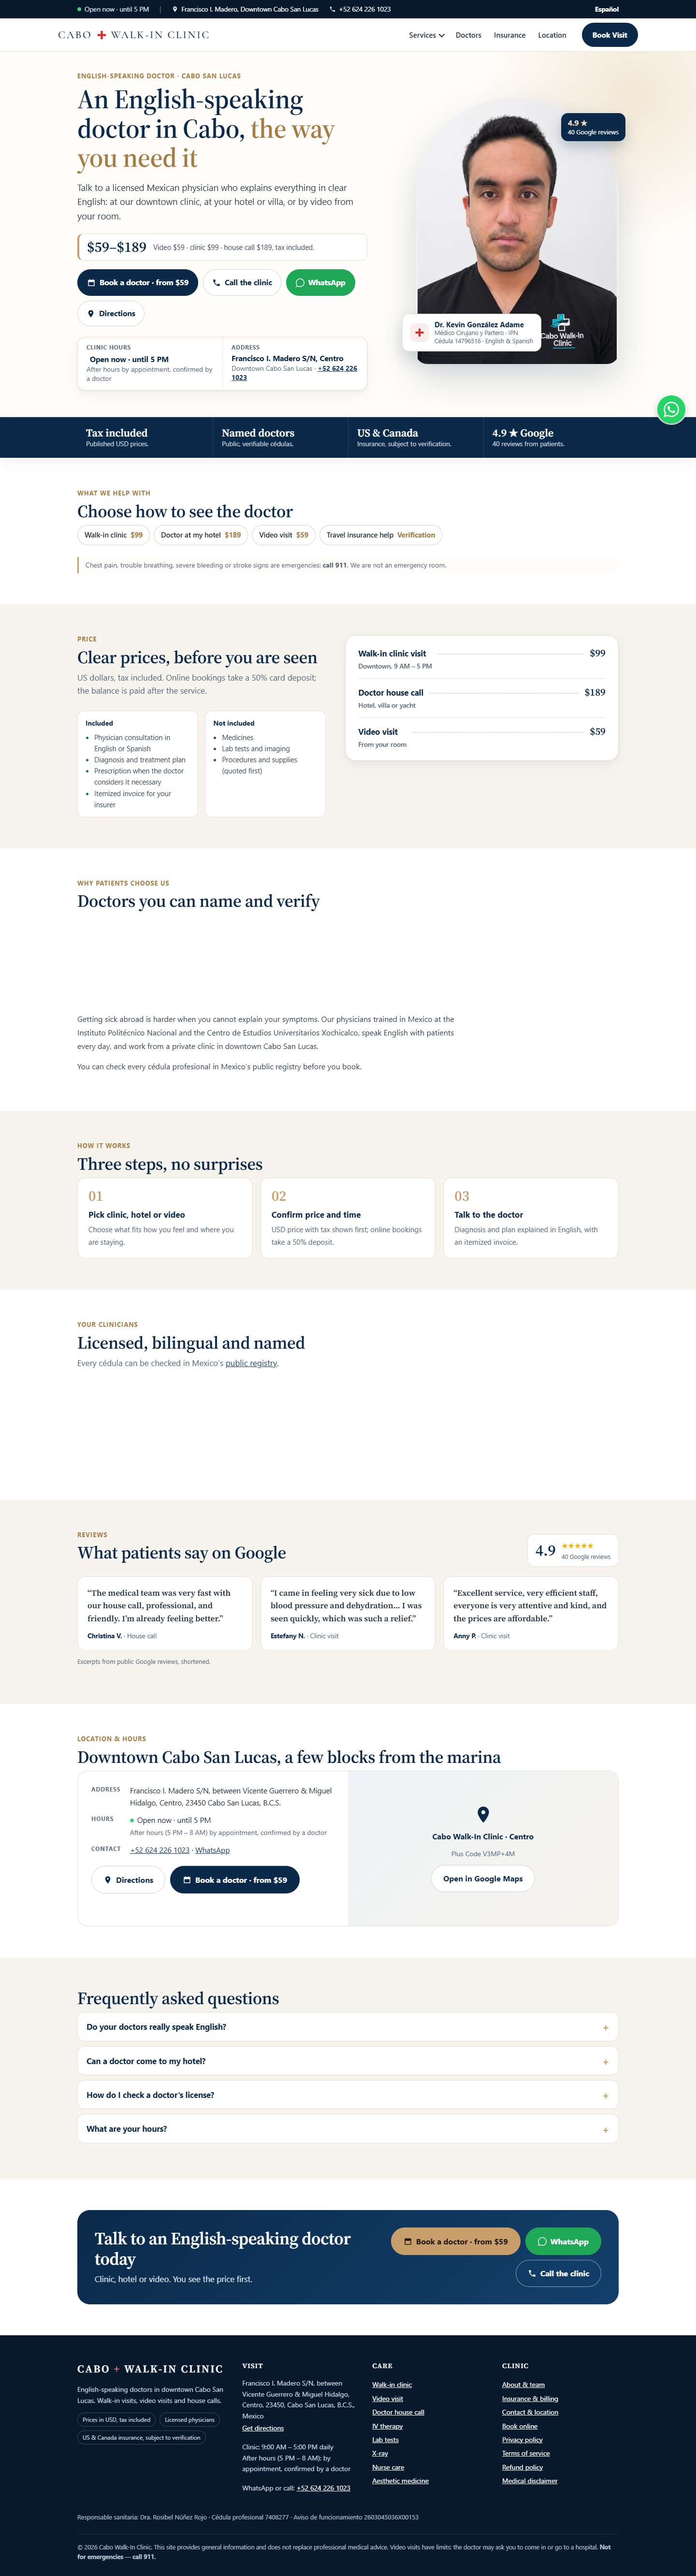 Open now · until 5 PM | Francisco I. Madero, Downtown Cabo San Lucas +52 624 226 1023 Español
CABO + WALK-IN CLINIC Services Doctors Insurance Location Book Visit
ENGLISH-SPEAKING DOCTOR · CABO SAN LUCAS
An English-speaking
doctor in Cabo, the way
you need it
Talk to a licensed Mexican physician who explains everything in clear
English: at our downtown clinic, at your hotel or villa, or by video from
your room.
$59–$189 Video $59 · clinic $99 · house call $189, tax included.
Book a doctor · from $59 Call the clinic WhatsApp
Directions
CLINIC HOURS
Open now · until 5 PM
After hours by appointment, confirmed by
a doctor
ADDRESS
Francisco I. Madero S/N, Centro
Downtown Cabo San Lucas · +52 624 226
1023
4.9 ★
40 Google reviews
Dr. Kevin González Adame
Médico Cirujano y Partero · IPN
Cédula 14796516 · English & Spanish
Cabo Walk-In
Clinic
Tax included
Published USD prices.
Named doctors
Public, verifiable cédulas.
US & Canada
Insurance, subject to verification.
4.9 ★ Google
40 reviews from patients.
WHAT WE HELP WITH
Choose how to see the doctor
Walk-in clinic $99 Doctor at my hotel $189 Video visit $59 Travel insurance help Verification
Chest pain, trouble breathing, severe bleeding or stroke signs are emergencies: call 911. We are not an emergency room.
PRICE
Clear prices, before you are seen
US dollars, tax included. Online bookings take a 50% card deposit;
the balance is paid after the service.
Included
Physician consultation in
English or Spanish
Diagnosis and treatment plan
Prescription when the doctor
considers it necessary
Itemized invoice for your
insurer
Not included
Medicines
Lab tests and imaging
Procedures and supplies
(quoted first)
Walk-in clinic visit $99
Downtown, 9 AM – 5 PM
Doctor house call $189
Hotel, villa or yacht
Video visit $59
From your room
WHY PATIENTS CHOOSE US
Doctors you can name and verify
Getting sick abroad is harder when you cannot explain your symptoms. Our physicians trained in Mexico at the
Instituto Politécnico Nacional and the Centro de Estudios Universitarios Xochicalco, speak English with patients
every day, and work from a private clinic in downtown Cabo San Lucas.
You can check every cédula profesional in Mexico's public registry before you book.
HOW IT WORKS
Three steps, no surprises
01
Pick clinic, hotel or video
Choose what fits how you feel and where you
are staying.
02
Confirm price and time
USD price with tax shown first; online bookings
take a 50% deposit.
03
Talk to the doctor
Diagnosis and plan explained in English, with
an itemized invoice.
YOUR CLINICIANS
Licensed, bilingual and named
Every cédula can be checked in Mexico's public registry.
REVIEWS
What patients say on Google
4.9 ★★★★★
40 Google reviews
“The medical team was very fast with
our house call, professional, and
friendly. I'm already feeling better.”
Christina V. · House call
“I came in feeling very sick due to low
blood pressure and dehydration… I was
seen quickly, which was such a relief.”
Estefany N. · Clinic visit
“Excellent service, very efficient staff,
everyone is very attentive and kind, and
the prices are affordable.”
Anny P. · Clinic visit
Excerpts from public Google reviews, shortened.
LOCATION & HOURS
Downtown Cabo San Lucas, a few blocks from the marina
ADDRESS Francisco I. Madero S/N, between Vicente Guerrero & Miguel
Hidalgo, Centro, 23450 Cabo San Lucas, B.C.S.
HOURS Open now · until 5 PM
After hours (5 PM – 8 AM) by appointment, confirmed by a doctor
CONTACT +52 624 226 1023 · WhatsApp
Directions Book a doctor · from $59
Cabo Walk-In Clinic · Centro
Plus Code V3MP+4M
Open in Google Maps
Frequently asked questions
Do your doctors really speak English? +
Can a doctor come to my hotel? +
How do I check a doctor's license? +
What are your hours? +
Talk to an English-speaking doctor
today
Clinic, hotel or video. You see the price first.
Book a doctor · from $59 WhatsApp
Call the clinic
CABO + WALK-IN CLINIC
English-speaking doctors in downtown Cabo San
Lucas. Walk-in visits, video visits and house calls.
Prices in USD, tax included Licensed physicians
US & Canada insurance, subject to verification
VISIT
Francisco I. Madero S/N, between
Vicente Guerrero & Miguel Hidalgo,
Centro, 23450, Cabo San Lucas, B.C.S.,
Mexico
Get directions
Clinic: 9:00 AM – 5:00 PM daily
After hours (5 PM – 8 AM): by
appointment, confirmed by a doctor
WhatsApp or call: +52 624 226 1023
CARE
Walk-in clinic
Video visit
Doctor house call
IV therapy
Lab tests
X-ray
Nurse care
Aesthetic medicine
CLINIC
About & team
Insurance & billing
Contact & location
Book online
Privacy policy
Terms of service
Refund policy
Medical disclaimer
Responsable sanitaria: Dra. Rosibel Núñez Rojo · Cédula profesional 7408277 · Aviso de funcionamiento 2603045036X00153
© 2026 Cabo Walk-In Clinic. This site provides general information and does not replace professional medical advice. Video visits have limits: the doctor may ask you to come in or go to a hospital. Not
for emergencies — call 911.